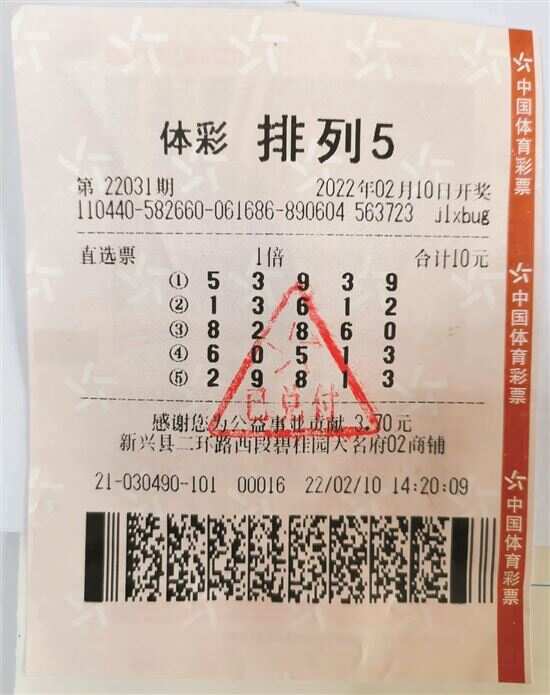 体彩 排列5
第 22031期 2022年02月10日开奖
110440-582660-061686-890604 563723 j1xbug
直选票 1倍 合计10元
① 5 3 9 3 9
② 1 3 6 1 2
③ 8 2 8 6 0
④ 6 0 5 1 3
⑤ 2 9 8 1 3
已兑付
感谢您为公益事业贡献 3.70元
新兴县二环路西段碧桂园大名府02商铺
21-030490-101 00016 22/02/10 14:20:09
中国体育彩票
中国体育彩票
中国体育彩票